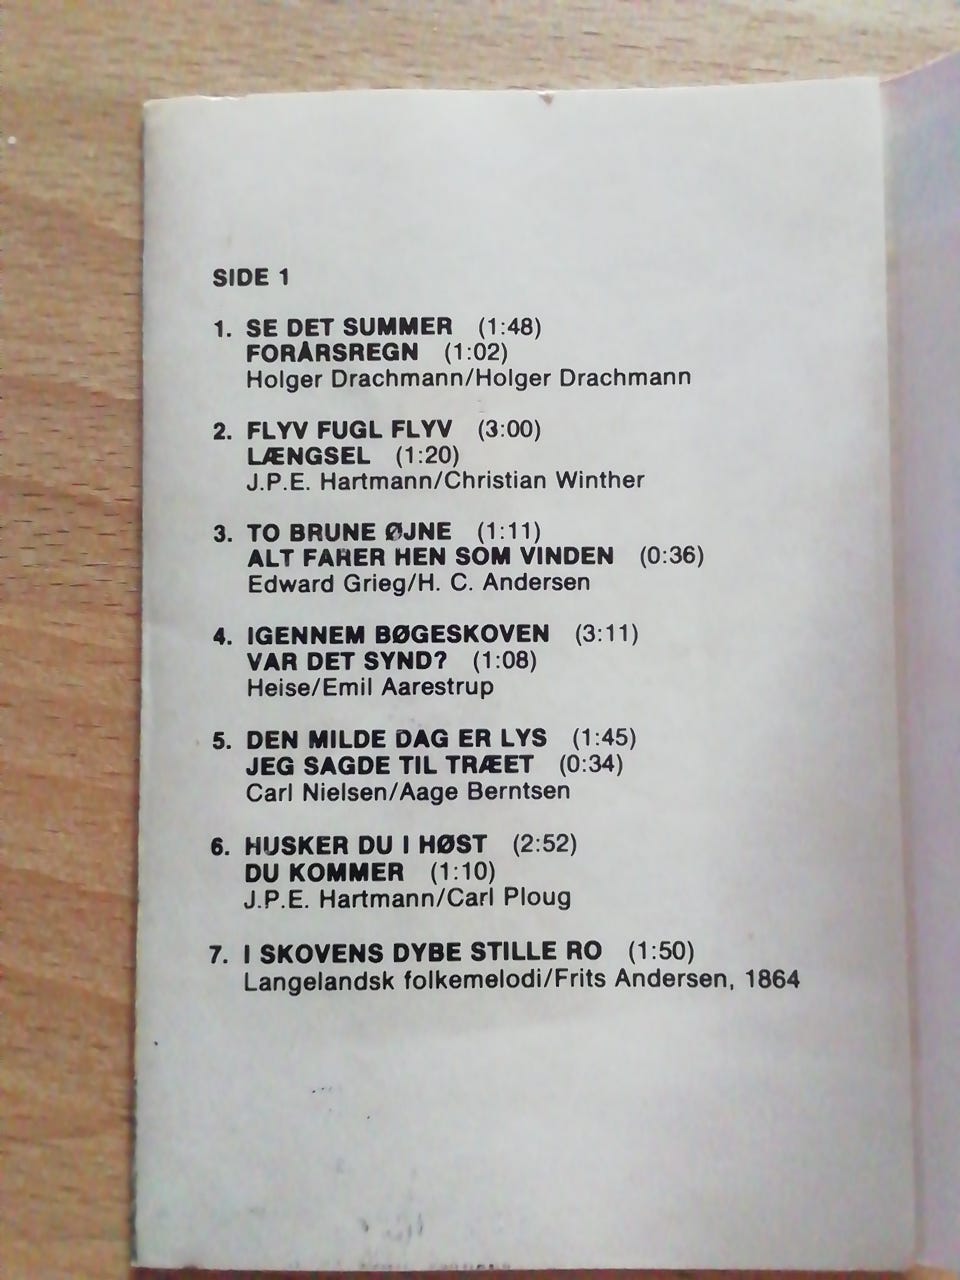 SIDE 1
1. SE DET SUMMER (1:48)
FORÅRSREGN (1:02)
Holger Drachmann/Holger Drachmann
2. FLYV FUGL FLYV (3:00)
LÆNGSEL (1:20)
J.P.E. Hartmann/Christian Winther
3. TO BRUNE ØJNE (1:11)
ALT FARER HEN SOM VINDEN (0:36)
Edward Grieg/H. C. Andersen
4. IGENNEM BØGESKOVEN (3:11)
VAR DET SYND? (1:08)
Heise/Emil Aarestrup
5. DEN MILDE DAG ER LYS (1:45)
JEG SAGDE TIL TRÆET (0:34)
Carl Nielsen/Aage Berntsen
6. HUSKER DU I HØST (2:52)
DU KOMMER (1:10)
J.P.E. Hartmann/Carl Ploug
7. I SKOVENS DYBE STILLE RO (1:50)
Langelandsk folkemelodi/Frits Andersen, 1864